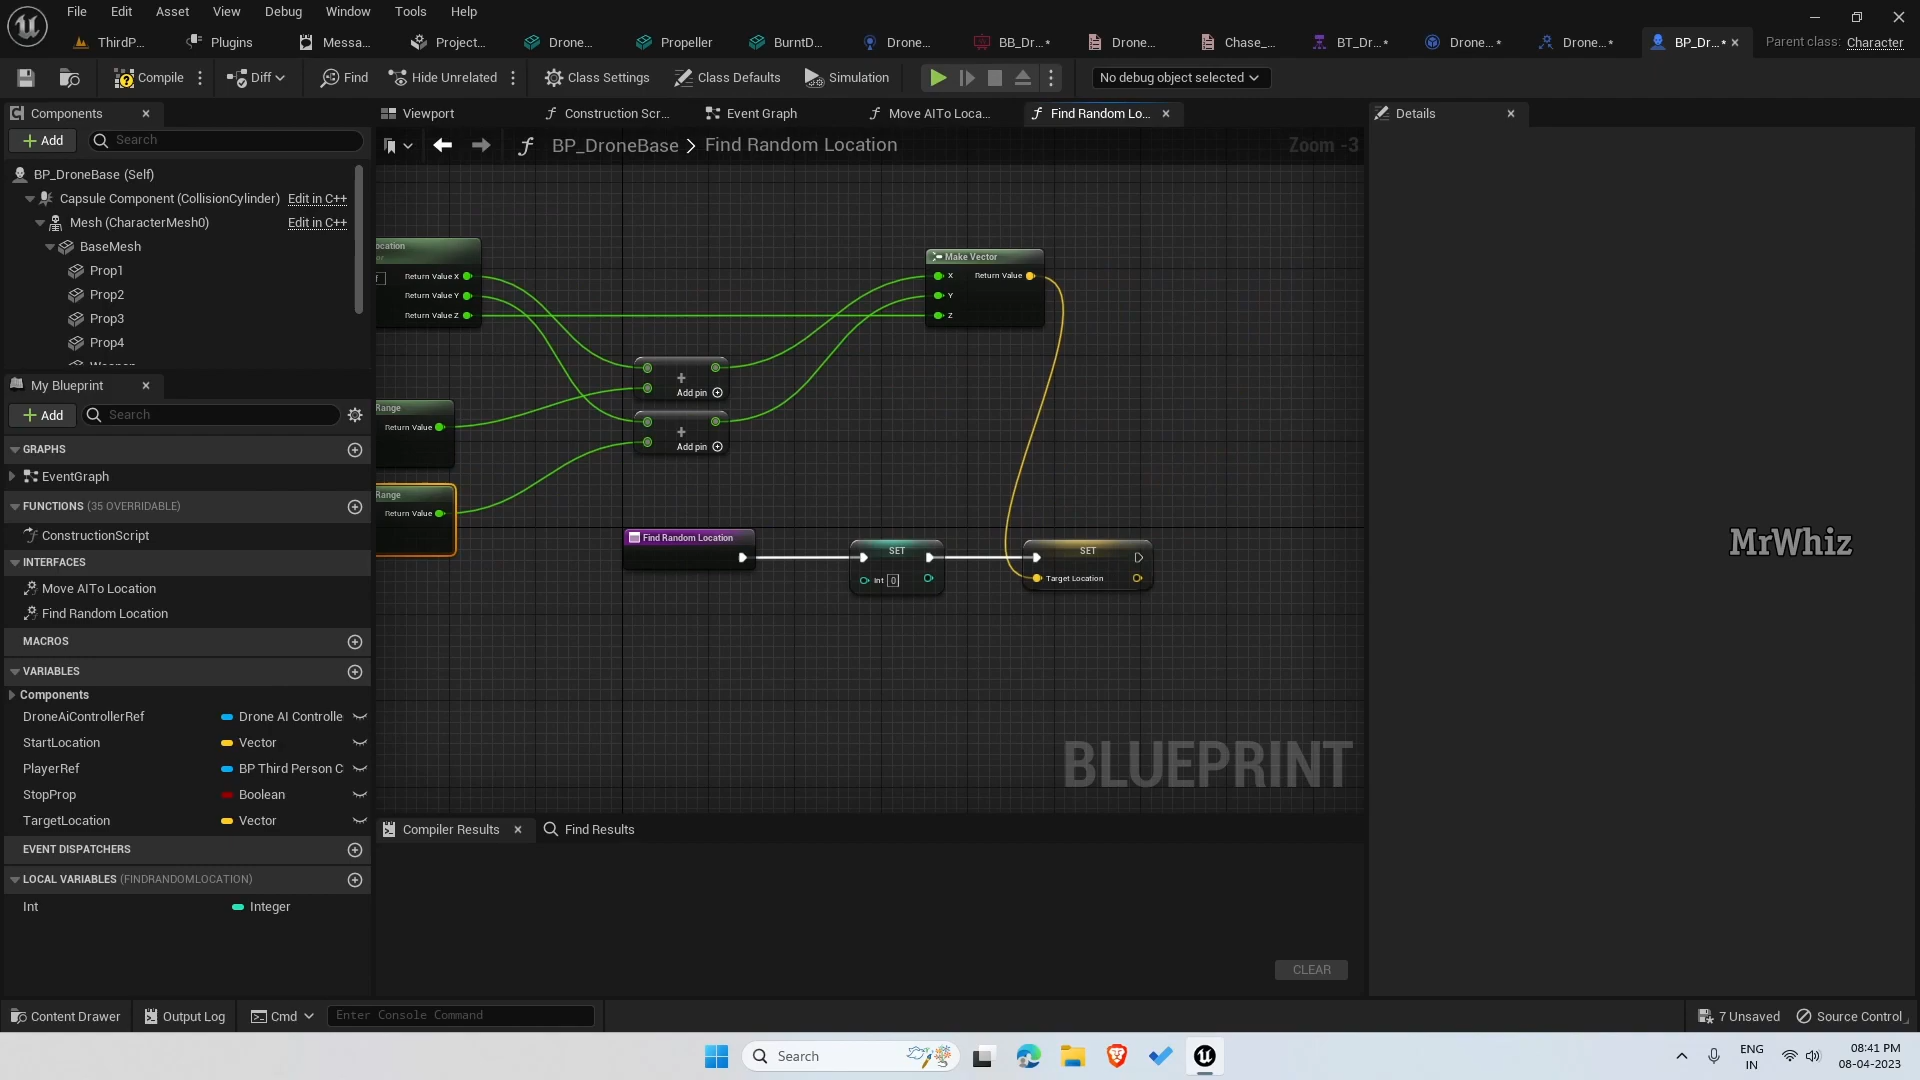 File Edit Asset View Debug Window Tools Help
ThirdP... Plugins Messa... Project... Drone... Propeller BurntD... Drone... BB_Dr...* Drone... Chase_... BT_Dr...* Drone...* Drone...* BP_Dr...* Parent class: Character
Compile Diff Find Hide Unrelated Class Settings Class Defaults Simulation No debug object selected
Components
Add Search
BP_DroneBase (Self)
Capsule Component (CollisionCylinder) Edit in C++
Mesh (CharacterMesh0) Edit in C++
BaseMesh
Prop1
Prop2
Prop3
Prop4
My Blueprint
Add Search
GRAPHS
EventGraph
FUNCTIONS (35 OVERRIDABLE)
ConstructionScript
INTERFACES
Move AITo Location
Find Random Location
MACROS
VARIABLES
Components
DroneAiControllerRef Drone AI Controlle
StartLocation Vector
PlayerRef BP Third Person C
StopProp Boolean
TargetLocation Vector
EVENT DISPATCHERS
LOCAL VARIABLES (FINDRANDOMLOCATION)
Int Integer
Viewport Construction Scr... Event Graph Move AITo Loca... Find Random Lo...
BP_DroneBase > Find Random Location
Zoom -3
ocation
Return Value X
Return Value Y
Return Value Z
Range
Return Value
Range
Return Value
Add pin
Add pin
Make Vector
X Return Value
Y
Z
Find Random Location
SET
Int 0
SET
Target Location
BLUEPRINT
Compiler Results Find Results
CLEAR
Details
MrWhiz
Content Drawer Output Log Cmd Enter Console Command 7 Unsaved Source Control
Search
ENG
IN
08:41 PM
08-04-2023